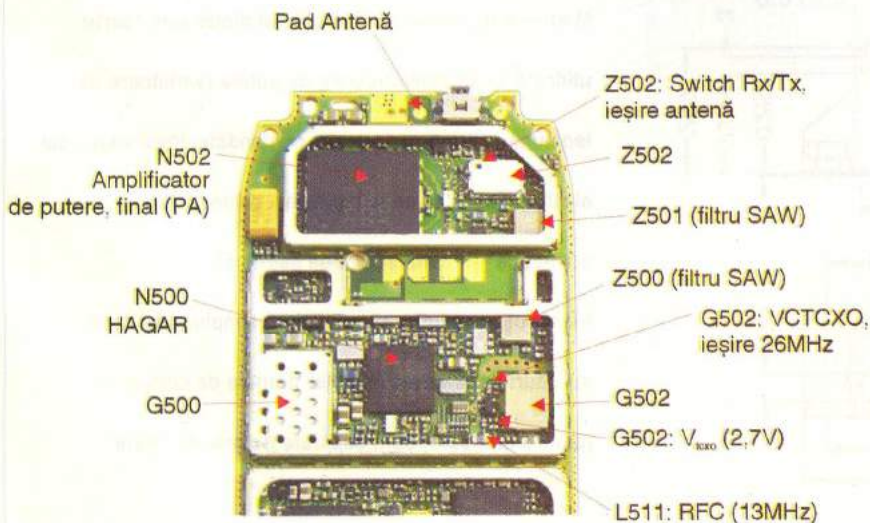 Pad Antenă
Z502: Switch Rx/Tx,
ieșire antenă
N502
Amplificator
de putere, final (PA)
Z502
Z501 (filtru SAW)
Z500 (filtru SAW)
N500
HAGAR
G502: VCTCXO,
ieșire 26MHz
G500
G502
G502: Vtcxo (2,7V)
L511: RFC (13MHz)